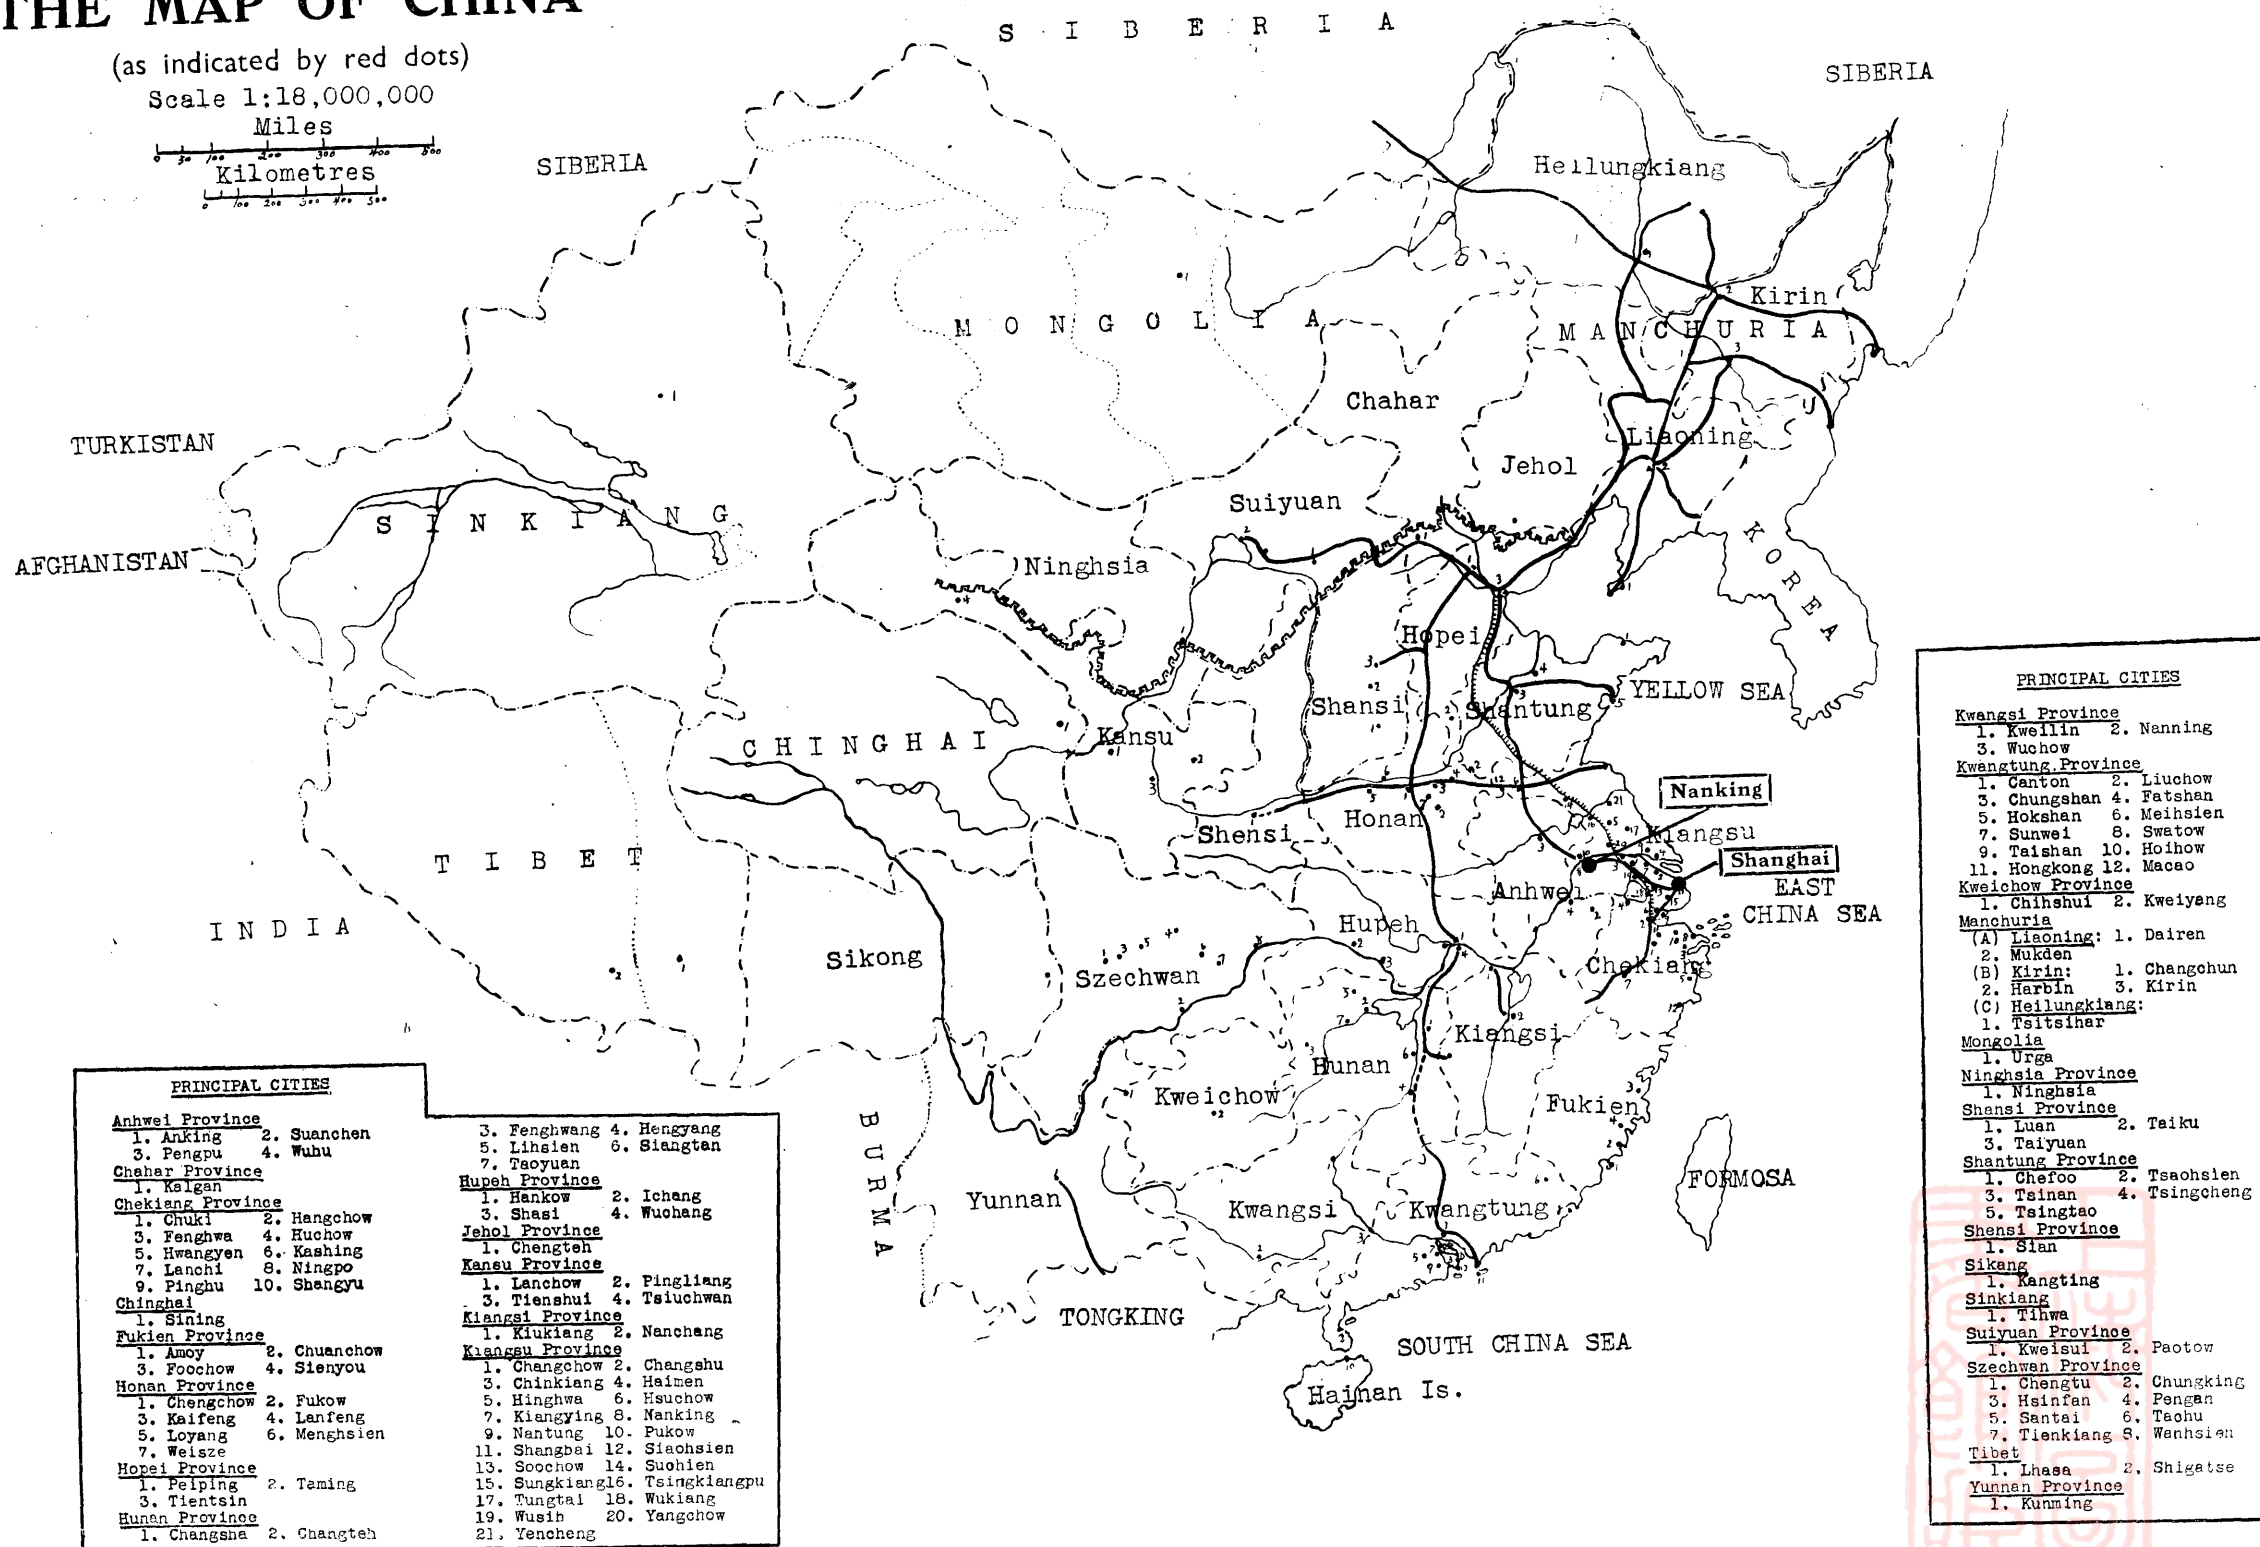 THE MAP OF CHINA
(as indicated by red dots)
Scale 1:18,000,000
Miles
0 50 100 200 300 400 500
Kilometres
0 100 200 300 400 500
SIBERIA
SIBERIA
SIBERIA
TURKISTAN
AFGHANISTAN
SINKIANG
MONGOLIA
MANCHURIA
Heilungkiang
Kirin
Chahar
Liaoning
Jehol
Suiyuan
Ninghsia
KOREA
Hopei
YELLOW SEA
Shansi
Shantung
CHINGHAI
Kansu
Nanking
Shensi
Honan
Kiangsu
Shanghai
TIBET
Anhwei
EAST
CHINA SEA
INDIA
Hupeh
Sikong
Szechwan
Chekiang
Kiangsi
Hunan
Kweichow
Fukien
BURMA
Yunnan
Kwangsi
Kwangtung
FORMOSA
TONGKING
SOUTH CHINA SEA
Hainan Is.
PRINCIPAL CITIES
Anhwei Province
1. Anking 2. Suanchen
3. Pengpu 4. Wuhu
Chahar Province
1. Kalgan
Chekiang Province
1. Chuki 2. Hangchow
3. Fenghwa 4. Huchow
5. Hwangyen 6. Kashing
7. Lanchi 8. Ningpo
9. Pinghu 10. Shangyu
Chinghai
1. Sining
Fukien Province
1. Amoy 2. Chuanchow
3. Foochow 4. Sienyou
Honan Province
1. Chengchow 2. Fukow
3. Kaifeng 4. Lanfeng
5. Loyang 6. Menghsien
7. Weisze
Hopei Province
1. Peiping 2. Taming
3. Tientsin
Hunan Province
1. Changsha 2. Changteh
3. Fenghwang 4. Hengyang
5. Lihsien 6. Siangtan
7. Taoyuan
Hupeh Province
1. Hankow 2. Ichang
3. Shasi 4. Wuchang
Jehol Province
1. Chengteh
Kansu Province
1. Lanchow 2. Pingliang
3. Tienshui 4. Tsiuchwan
Kiangsi Province
1. Kiukiang 2. Nanchang
Kiangsu Province
1. Changchow 2. Changshu
3. Chinkiang 4. Haimen
5. Hinghwa 6. Hsuchow
7. Kiangying 8. Nanking
9. Nantung 10. Pukow
11. Shangbai 12. Siaohsien
13. Soochow 14. Suchien
15. Sungkiang 16. Tsingkiangpu
17. Tungtai 18. Wukiang
19. Wusih 20. Yangchow
21. Yencheng
PRINCIPAL CITIES
Kwangsi Province
1. Kweilin 2. Nanning
3. Wuchow
Kwangtung Province
1. Canton 2. Liuchow
3. Chungshan 4. Fatshan
5. Hokshan 6. Meihsien
7. Sunwei 8. Swatow
9. Taishan 10. Hoihow
11. Hongkong 12. Macao
Kweichow Province
1. Chihshui 2. Kweiyang
Manchuria
(A) Liaoning: 1. Dairen
2. Mukden
(B) Kirin: 1. Changchun
2. Harbin 3. Kirin
(C) Heilungkiang:
1. Tsitsihar
Mongolia
1. Urga
Ninghsia Province
1. Ninghsia
Shansi Province
1. Luan 2. Taiku
3. Taiyuan
Shantung Province
1. Chefoo 2. Tsaohsien
3. Tsinan 4. Tsingcheng
5. Tsingtao
Shensi Province
1. Sian
Sikang
1. Kangting
Sinkiang
1. Tihwa
Suiyuan Province
1. Kweisui 2. Paotow
Szechwan Province
1. Chengtu 2. Chungking
3. Hsinfan 4. Pengan
5. Santai 6. Tachu
7. Tienkiang 8. Wanhsien
Tibet
1. Lhasa 2. Shigatse
Yunnan Province
1. Kunming